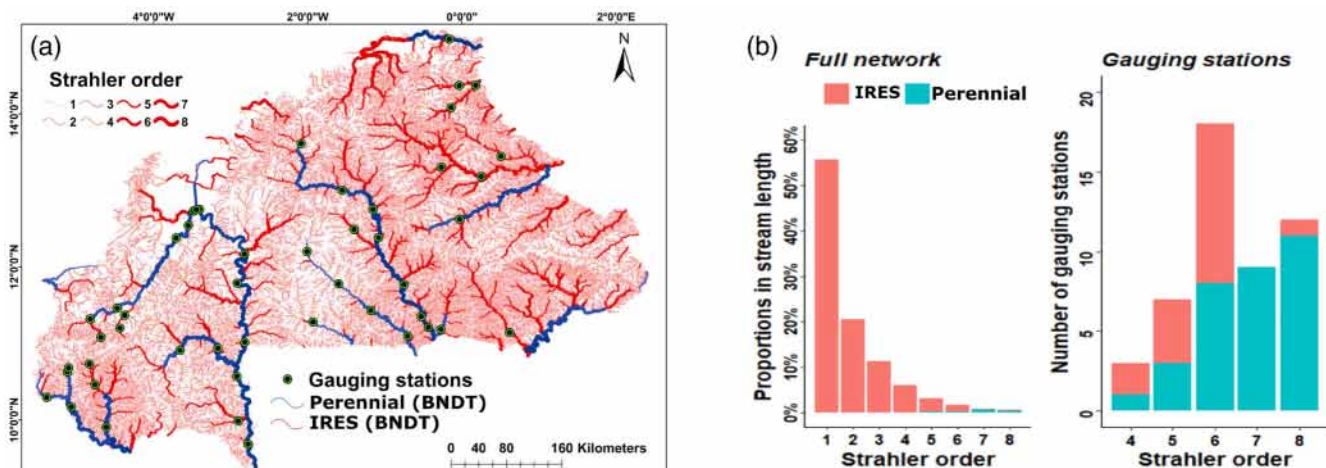 (a)
4°0'0"W 2°0'0"W 0°0'0" 2°0'0"E
14°0'0"N
12°0'0"N
10°0'0"N
N
Strahler order
1 3 5 7
2 4 6 8
Gauging stations
Perennial (BNDT)
IRES (BNDT)
0 40 80 160 Kilometers
(b)
Full network
IRES Perennial
Proportions in stream length
60%
50%
40%
30%
20%
10%
0%
1 2 3 4 5 6 7 8
Strahler order
Gauging stations
Number of gauging stations
20
15
10
5
0
4 5 6 7 8
Strahler order